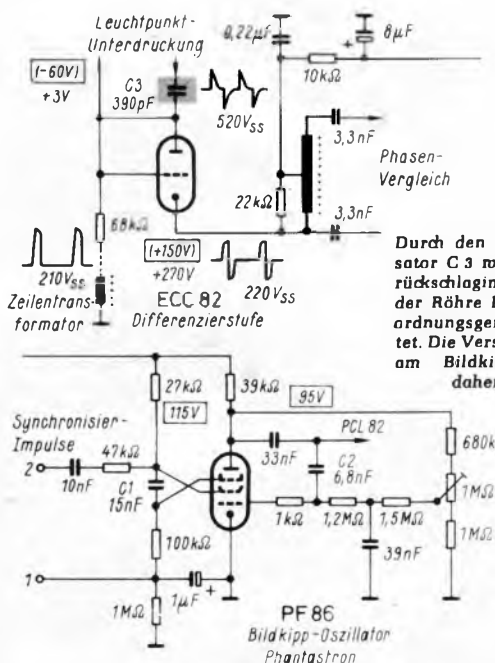 Leuchtpunkt-
Unterdruckung
(-60V)
+3V
C3
390pF
520Vss
0,22µF
8µF
+
10kΩ
3,3nF
Phasen-
Vergleich
22kΩ
3,3nF
68kΩ
210Vss
Zeilentrans-
formator
(+150V)
+270V
220Vss
ECC 82
Differenzierstufe
Durch den
sator C 3
rückschlagin
der Röhre
ordnungsger
tet. Die Vers
am Bildki
daher
27kΩ
39kΩ
95V
115V
Synchronisier-
Impulse
PCL 82
680k
47kΩ
33nF
C2
6,8nF
2
10nF
C1
15nF
1MΩ
1kΩ
1,2MΩ
1,5MΩ
100kΩ
39nF
1MΩ
1
1µF
+
1MΩ
PF 86
Bildkipp-Oszillator
Phantastron